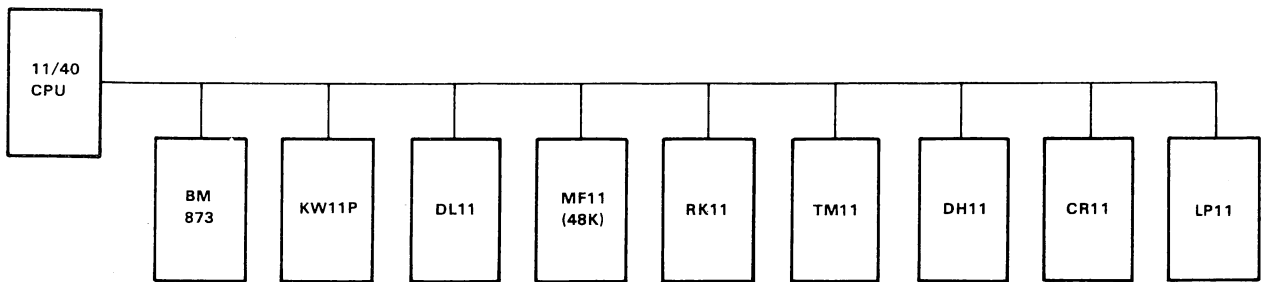 11/40
CPU
BM
873
KW11P
DL11
MF11
(48K)
RK11
TM11
DH11
CR11
LP11